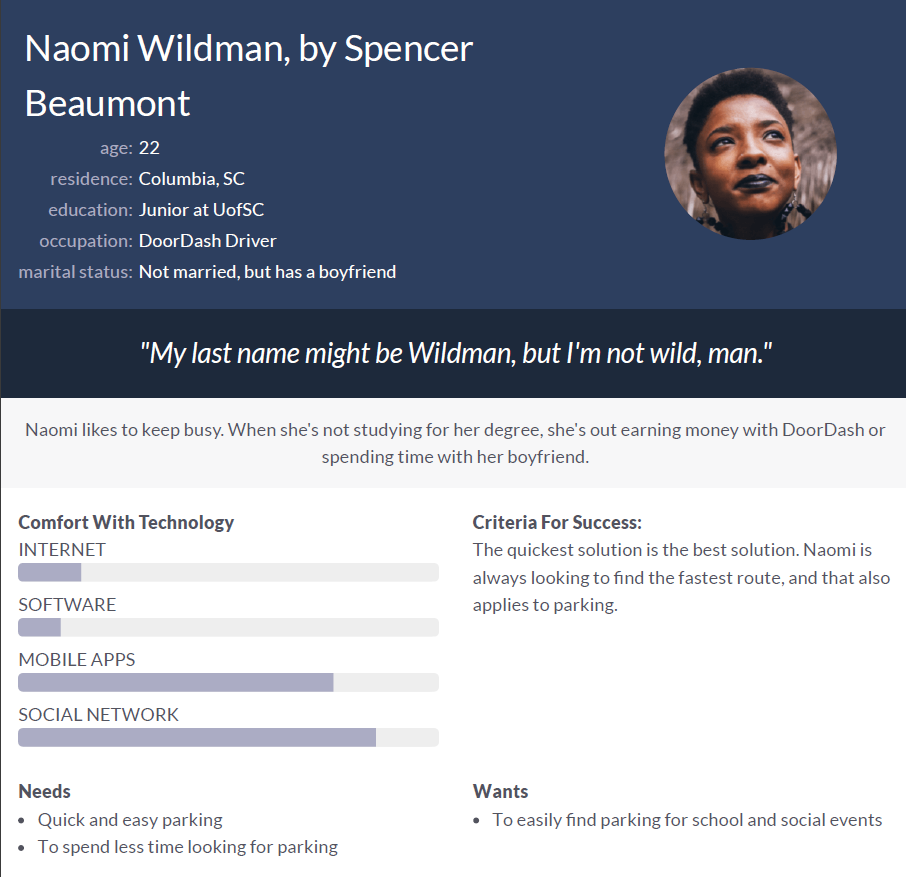 Naomi Wildman, by Spencer
Beaumont
age: 22
residence: Columbia, SC
education: Junior at UofSC
occupation: DoorDash Driver
marital status: Not married, but has a boyfriend
"My last name might be Wildman, but I'm not wild, man."
Naomi likes to keep busy. When she's not studying for her degree, she's out earning money with DoorDash or
spending time with her boyfriend.
Comfort With Technology
INTERNET
SOFTWARE
MOBILE APPS
SOCIAL NETWORK
Criteria For Success:
The quickest solution is the best solution. Naomi is
always looking to find the fastest route, and that also
applies to parking.
Needs
• Quick and easy parking
• To spend less time looking for parking
Wants
• To easily find parking for school and social events